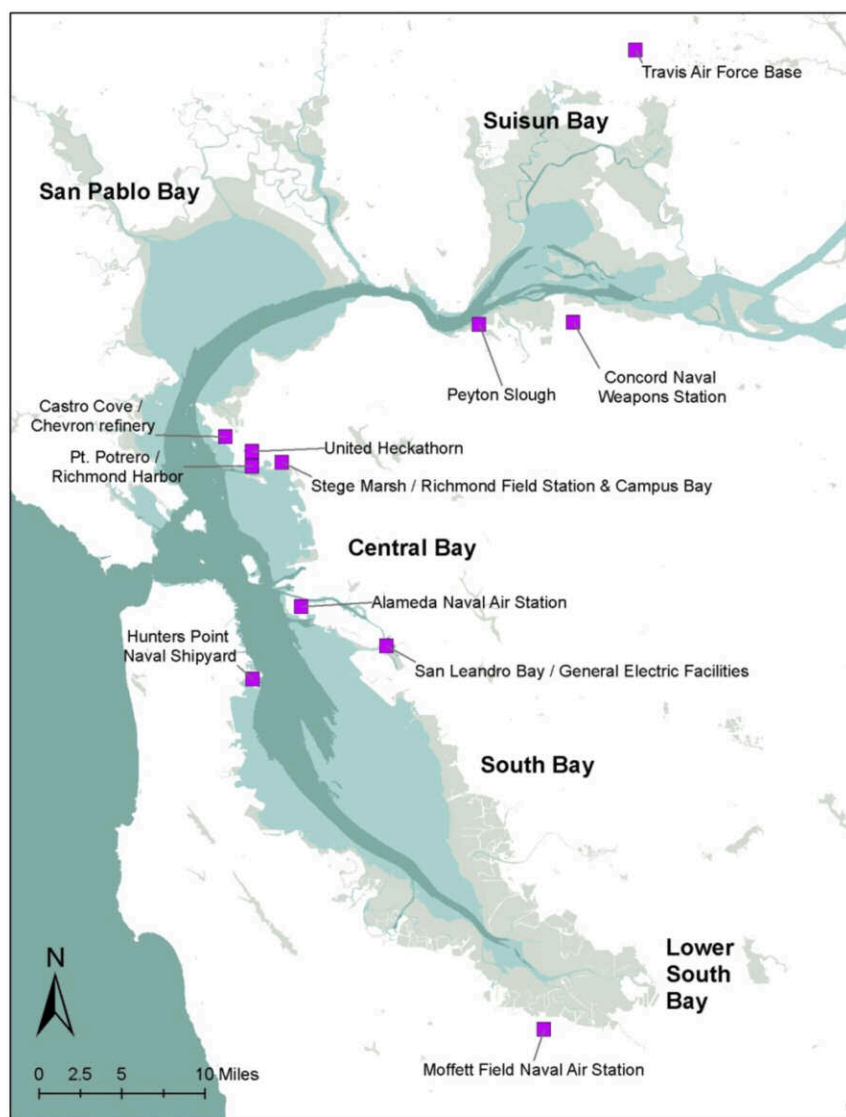 Travis Air Force Base
Suisun Bay
San Pablo Bay
Peyton Slough
Concord Naval
Weapons Station
Castro Cove /
Chevron refinery
United Heckathorn
Pt. Potrero /
Richmond Harbor
Stege Marsh / Richmond Field Station & Campus Bay
Central Bay
Alameda Naval Air Station
Hunters Point
Naval Shipyard
San Leandro Bay / General Electric Facilities
South Bay
Lower
South
Bay
N
Moffett Field Naval Air Station
0 2.5 5 10 Miles